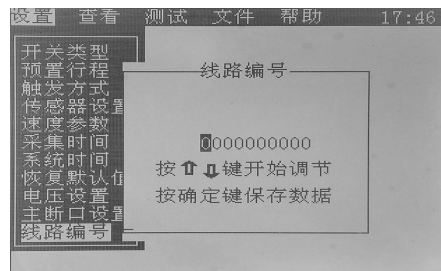 设置 查看 测试 文件 帮助 17:46
开关类型
预置行程
触发方式
传感器设置
速度参数
采集时间
系统时间
恢复默认值
电压设置
主断口设置
线路编号
线路编号
0000000000
按⇧⇩键开始调节
按确定键保存数据